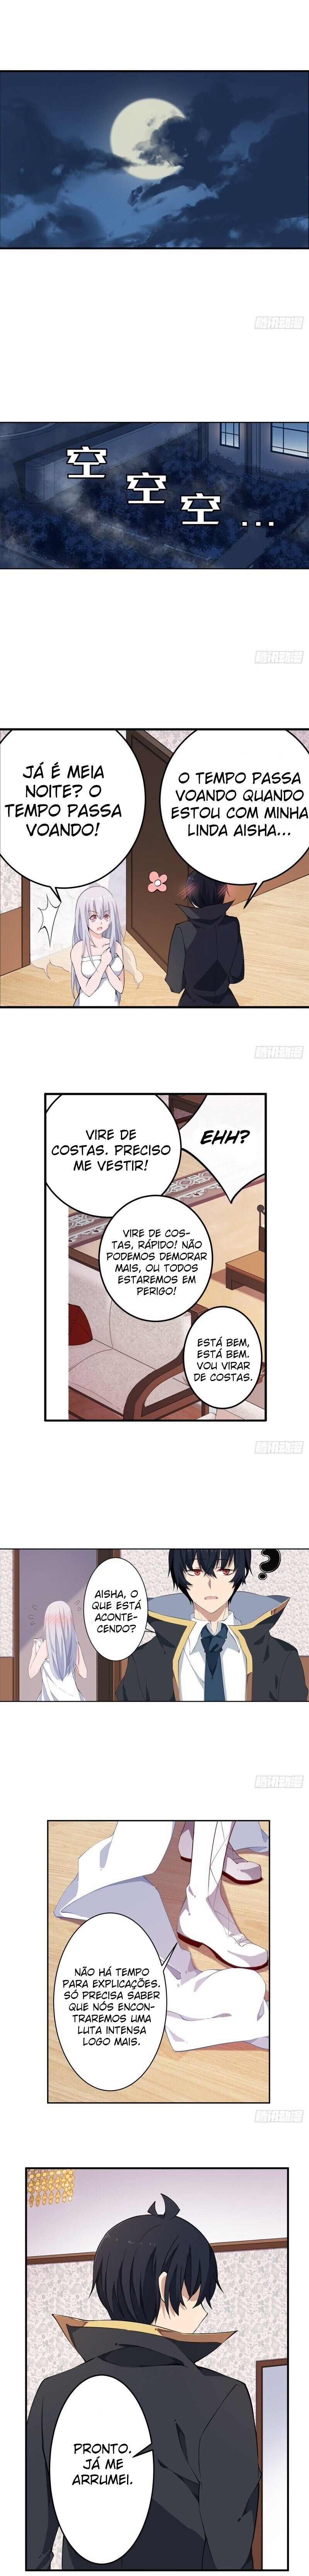 空
空
空...
JÁ É MEIA
NOITE? O
TEMPO PASSA
VOANDO!
O TEMPO PASSA
VOANDO QUANDO
ESTOU COM MINHA
LINDA AISHA...
EHH?
VIRE DE
COSTAS. PRECISO
ME VESTIR!
VIRE DE COS-
TAS, RÁPIDO! NÃO
PODEMOS DEMORAR
MAIS, OU TODOS
ESTAREMOS EM
PERIGO!
ESTÁ BEM,
ESTÁ BEM.
VOU VIRAR
DE COSTAS.
?
AISHA, O
QUE ESTÁ
ACONTE-
CENDO?
NÃO HÁ TEMPO
PARA EXPLICAÇÕES.
SÓ PRECISA SABER
QUE NÓS ENCON-
TRAREMOS UMA
LUTA INTENSA
LOGO MAIS.
PRONTO.
JÁ ME
ARRUMEI.